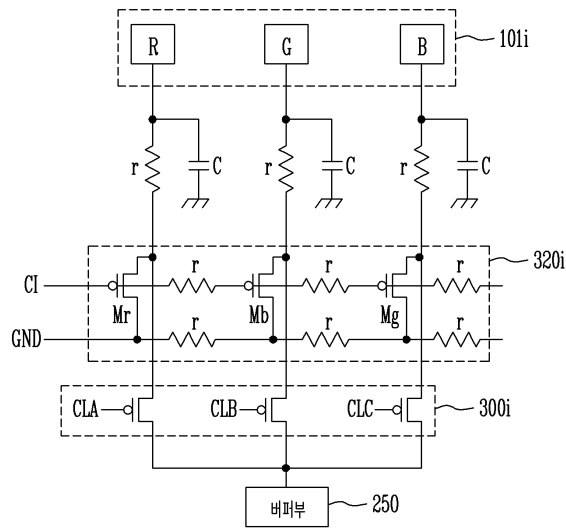 R G B 101i
r C r C r C
320i
CI r r r
Mr Mb Mg
GND r r r
CLA CLB CLC 300i
버퍼부 250